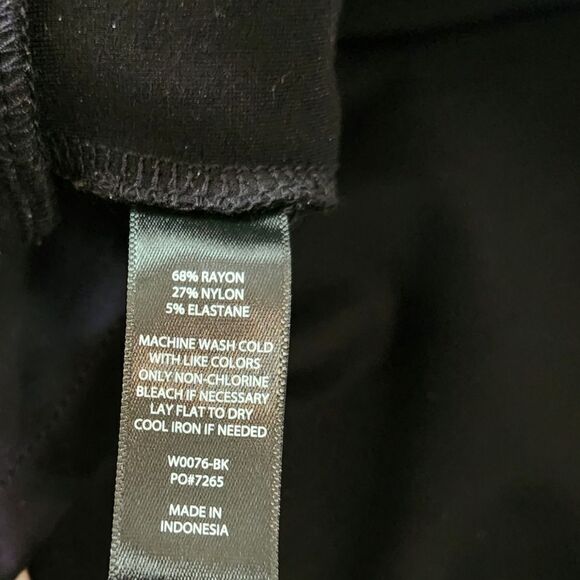 68% RAYON
27% NYLON
5% ELASTANE
MACHINE WASH COLD
WITH LIKE COLORS
ONLY NON-CHLORINE
BLEACH IF NECESSARY
LAY FLAT TO DRY
COOL IRON IF NEEDED
W0076-BK
PO#7265
MADE IN
INDONESIA